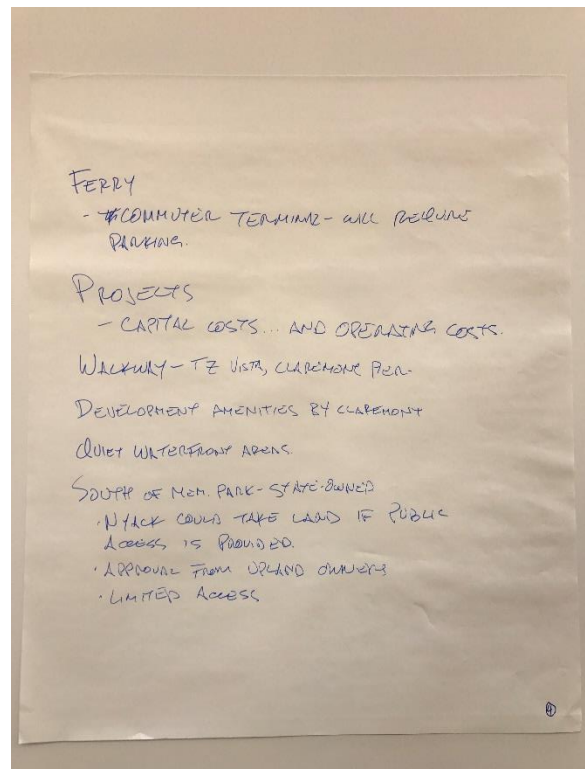 FERRY
- COMMUTER TERMINAL - WILL REQUIRE
PARKING.
PROJECTS
- CAPITAL COSTS... AND OPERATING COSTS.
WALKWAY - TZ VISTA, CLAREMONT
DEVELOPMENT AMENITIES BY CLAREMONT
QUIET WATERFRONT AREAS
SOUTH OF MEM. PARK - STATE-OWNED
· NYACK COULD TAKE LAND IF PUBLIC
ACCESS IS PROVIDED.
· APPROVAL FROM UPLAND OWNERS
· LIMITED ACCESS